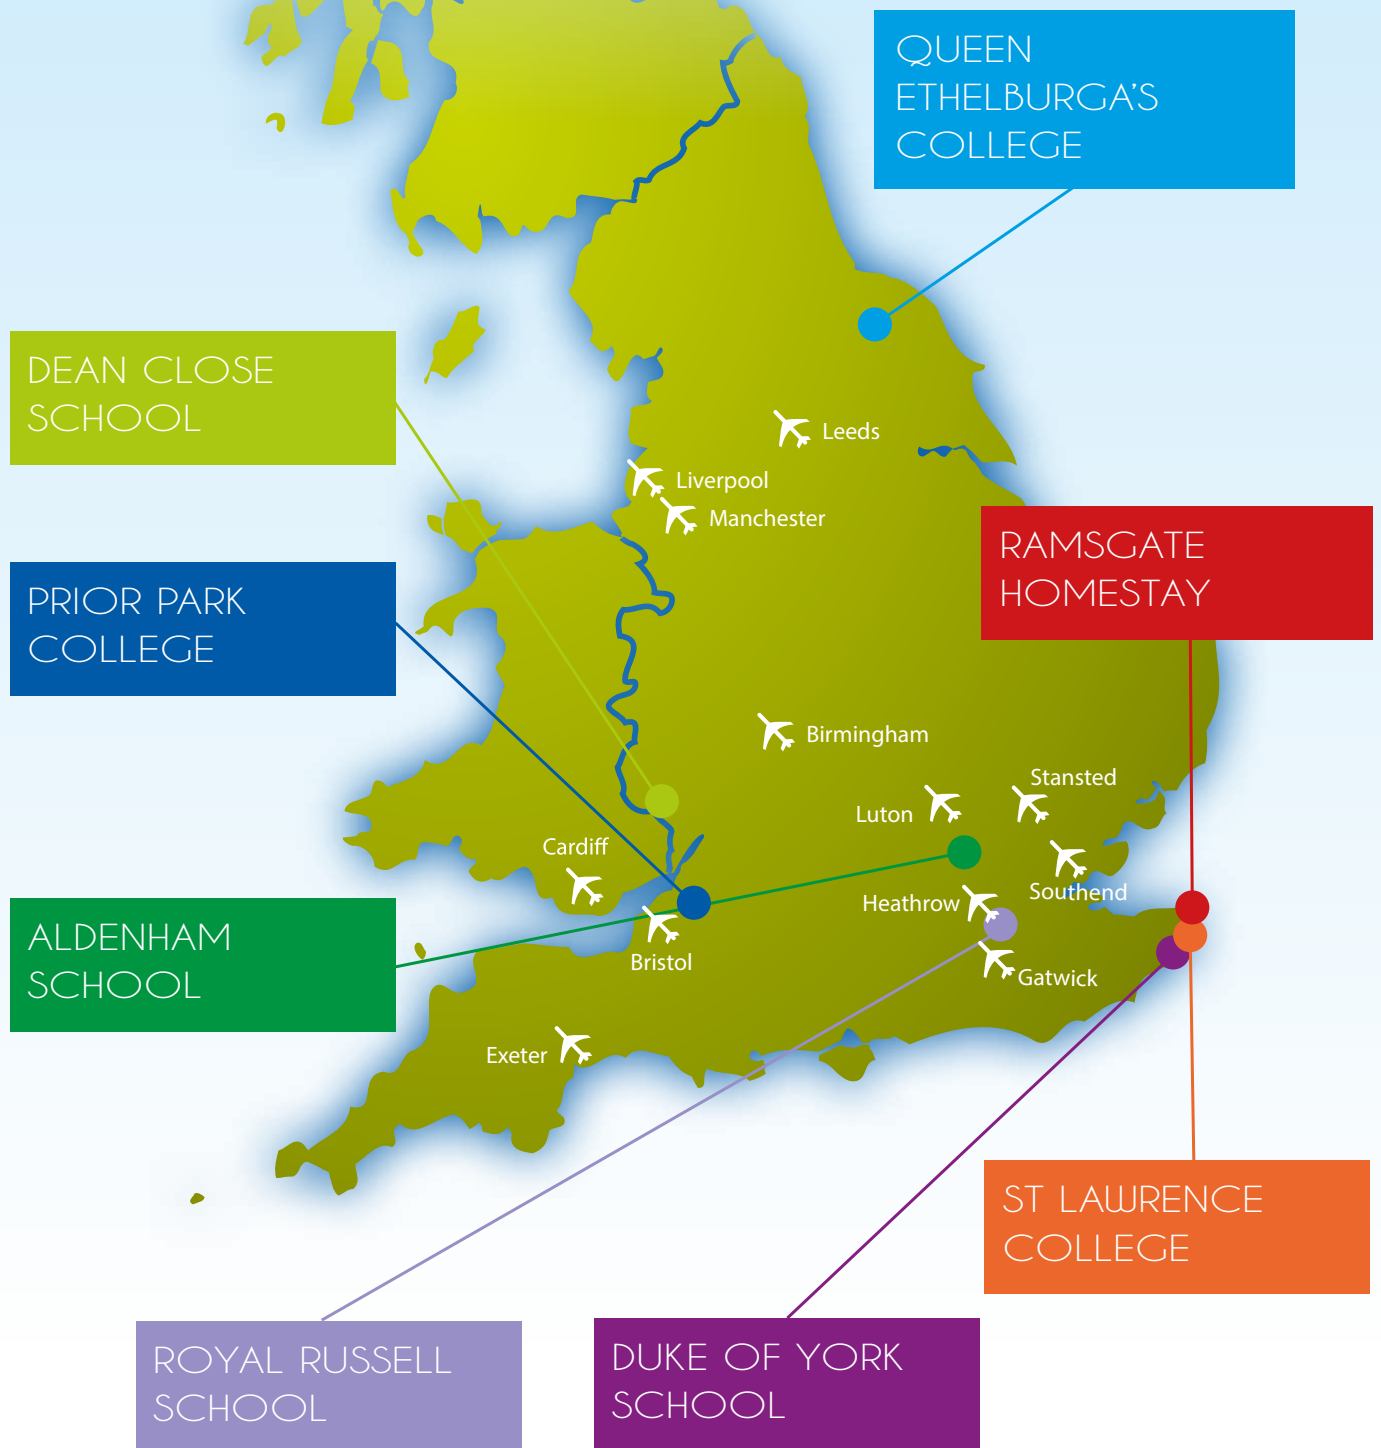 QUEEN
ETHELBURGA'S
COLLEGE
DEAN CLOSE
SCHOOL
Leeds
Liverpool
Manchester
RAMSGATE
HOMESTAY
PRIOR PARK
COLLEGE
Birmingham
Stansted
Luton
Cardiff
Southend
Heathrow
ALDENHAM
SCHOOL
Bristol
Gatwick
Exeter
ST LAWRENCE
COLLEGE
ROYAL RUSSELL
SCHOOL
DUKE OF YORK
SCHOOL